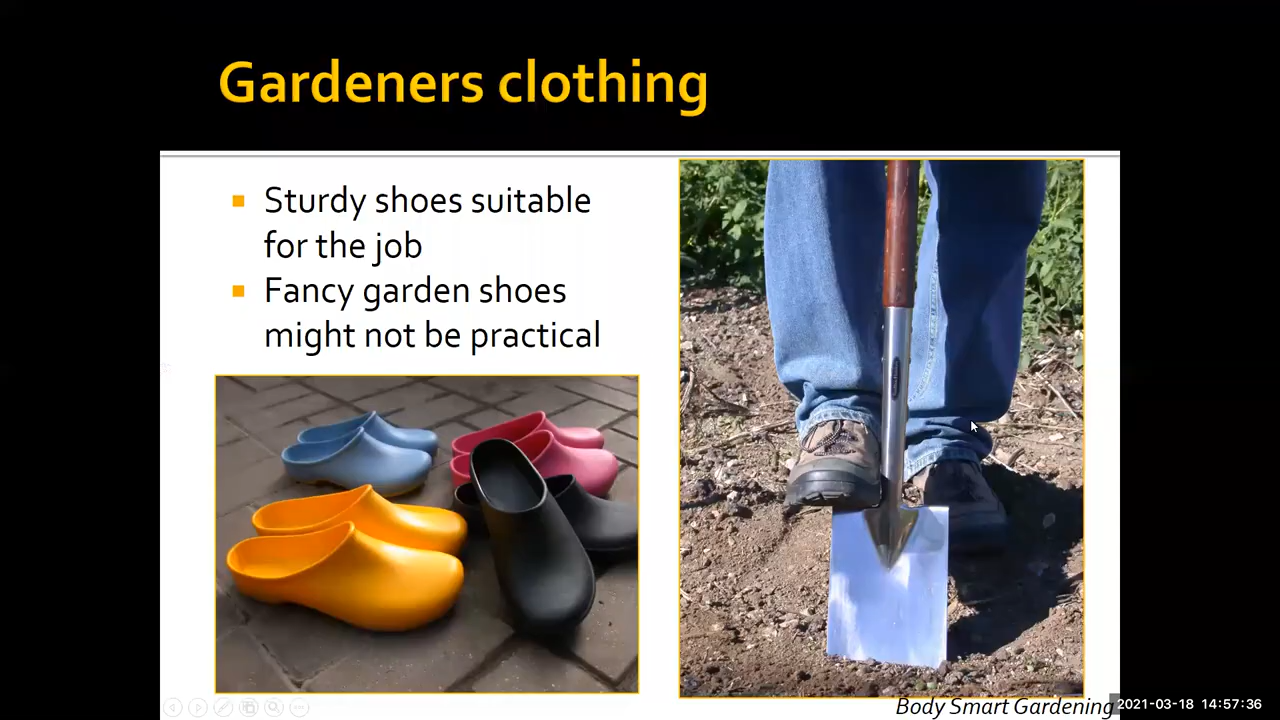 Gardeners clothing
Sturdy shoes suitable
for the job
Fancy garden shoes
might not be practical
Body Smart Gardening
2021-03-18 14:57:36